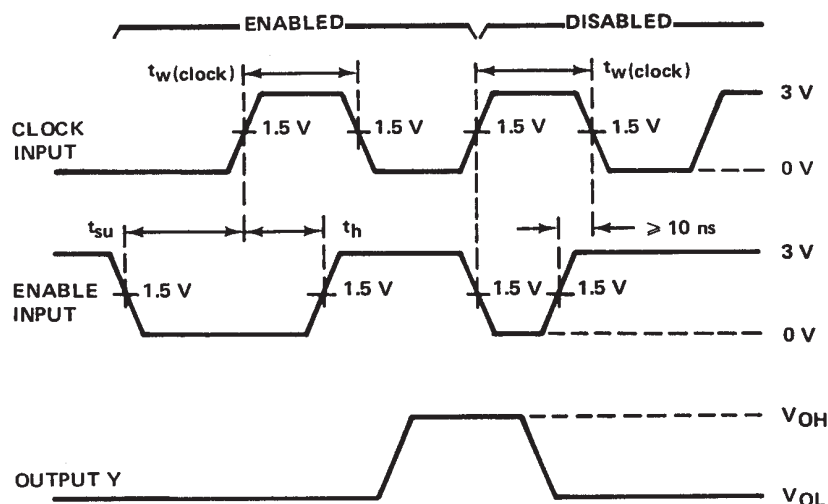 ENABLED DISABLED
tw(clock) tw(clock)
3 V
CLOCK INPUT
1.5 V 1.5 V 1.5 V 1.5 V
0 V
tsu th ≥ 10 ns
3 V
ENABLE INPUT
1.5 V 1.5 V 1.5 V 1.5 V
0 V
VOH
OUTPUT Y
VOL